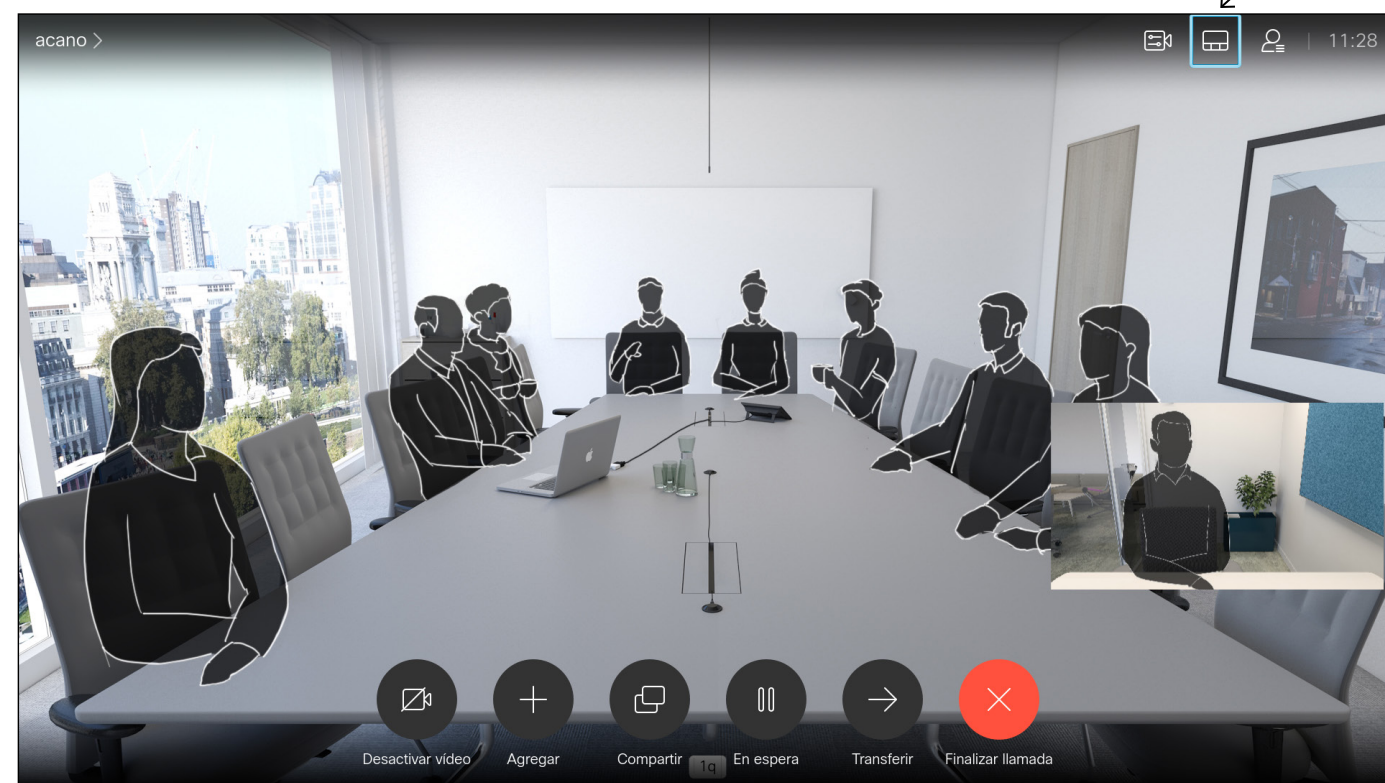 acano
11:28
Desactivar vídeo
Agregar
Compartir
1q
En espera
Transferir
Finalizar llamada